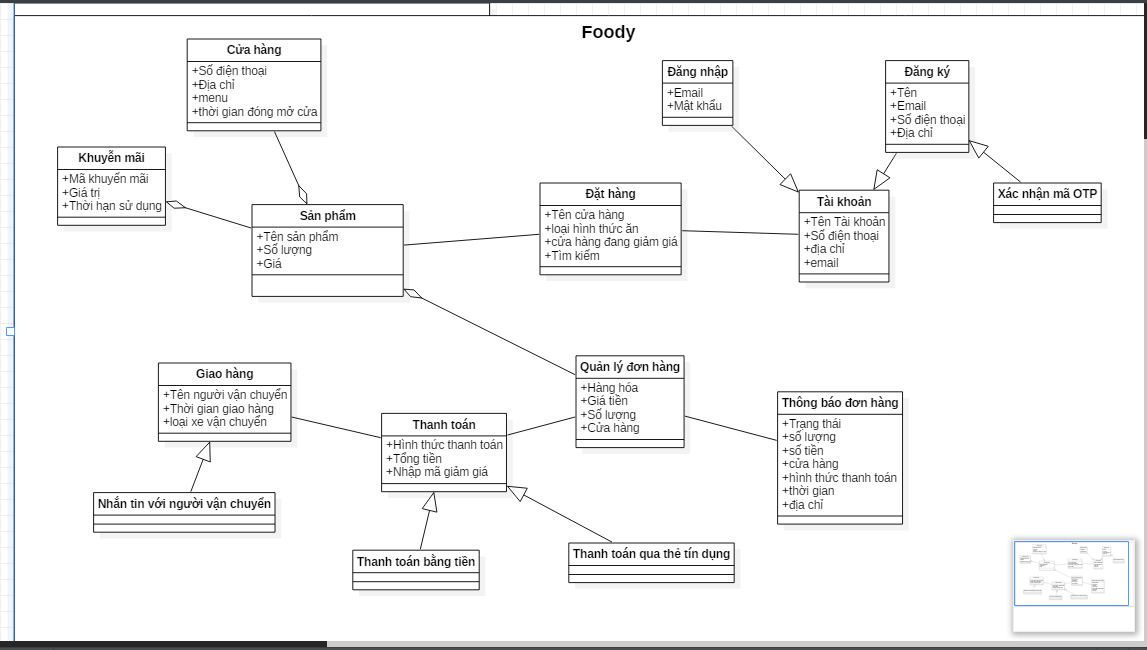 Foody
Cửa hàng
+Số điện thoại
+Địa chỉ
+menu
+thời gian đóng mở cửa
Đăng nhập
+Email
+Mật khẩu
Đăng ký
+Tên
+Email
+Số điện thoại
+Địa chỉ
Khuyễn mãi
+Mã khuyến mãi
+Giá trị
+Thời hạn sử dụng
Sản phẩm
+Tên sản phẩm
+Số lượng
+Giá
Đặt hàng
+Tên cửa hàng
+loại hình thức ăn
+cửa hàng đang giảm giá
+Tìm kiếm
Tài khoản
+Tên Tài khoản
+Số điện thoại
+địa chỉ
+email
Xác nhận mã OTP
Giao hàng
+Tên người vận chuyển
+Thời gian giao hàng
+loại xe vận chuyển
Quản lý đơn hàng
+Hàng hóa
+Giá tiền
+Số lượng
+Cửa hàng
Thanh toán
+Hình thức thanh toán
+Tổng tiền
+Nhập mã giảm giá
Thông báo đơn hàng
+Trạng thái
+số lượng
+số tiền
+cửa hàng
+hình thức thanh toán
+thời gian
+địa chỉ
Nhắn tin với người vận chuyển
Thanh toán bằng tiền
Thanh toán qua thẻ tín dụng